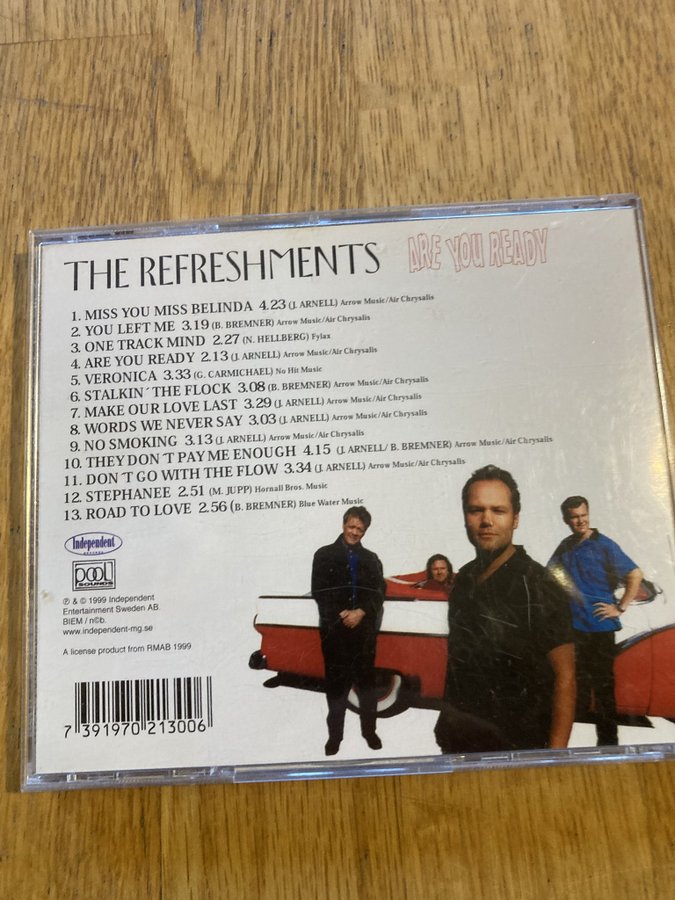 THE REFRESHMENTS ARE YOU READY
1. MISS YOU MISS BELINDA 4.23 (J. ARNELL) Arrow Music/Air Chrysalis
2. YOU LEFT ME 3.19 (B. BREMNER) Arrow Music/Air Chrysalis
3. ONE TRACK MIND 2.27 (N. HELLBERG) Fylax
4. ARE YOU READY 2.13 (J. ARNELL) Arrow Music/Air Chrysalis
5. VERONICA 3.33 (G. CARMICHAEL) No Hit Music
6. STALKIN´ THE FLOCK 3.08 (B. BREMNER) Arrow Music/Air Chrysalis
7. MAKE OUR LOVE LAST 3.29 (J. ARNELL) Arrow Music/Air Chrysalis
8. WORDS WE NEVER SAY 3.03 (J. ARNELL) Arrow Music/Air Chrysalis
9. NO SMOKING 3.13 (J. ARNELL) Arrow Music/Air Chrysalis
10. THEY DON´T PAY ME ENOUGH 4.15 (J. ARNELL/ B. BREMNER) Arrow Music/Air Chrysalis
11. DON´T GO WITH THE FLOW 3.34 (J. ARNELL) Arrow Music/Air Chrysalis
12. STEPHANEE 2.51 (M. JUPP) Hornall Bros. Music
13. ROAD TO LOVE 2.56 (B. BREMNER) Blue Water Music
Independent
RECORDS
POOL
SOUNDS
℗ & © 1999 Independent
Entertainment Sweden AB.
BIEM / n©b.
www.independent-mg.se
A license product from RMAB 1999
7 391970 213006